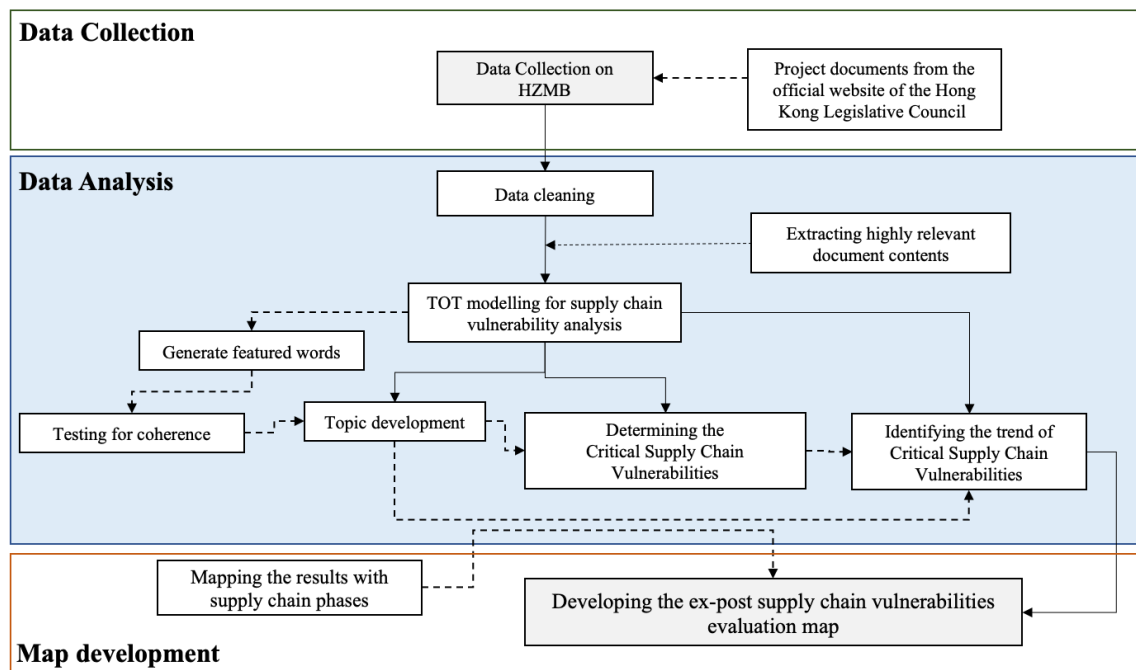 Data Collection
Data Collection on
HZMB
Project documents from the
official website of the Hong
Kong Legislative Council
Data Analysis
Data cleaning
Extracting highly relevant
document contents
TOT modelling for supply chain
vulnerability analysis
Generate featured words
Testing for coherence
Topic development
Determining the
Critical Supply Chain
Vulnerabilities
Identifying the trend of
Critical Supply Chain
Vulnerabilities
Mapping the results with
supply chain phases
Developing the ex-post supply chain vulnerabilities
evaluation map
Map development